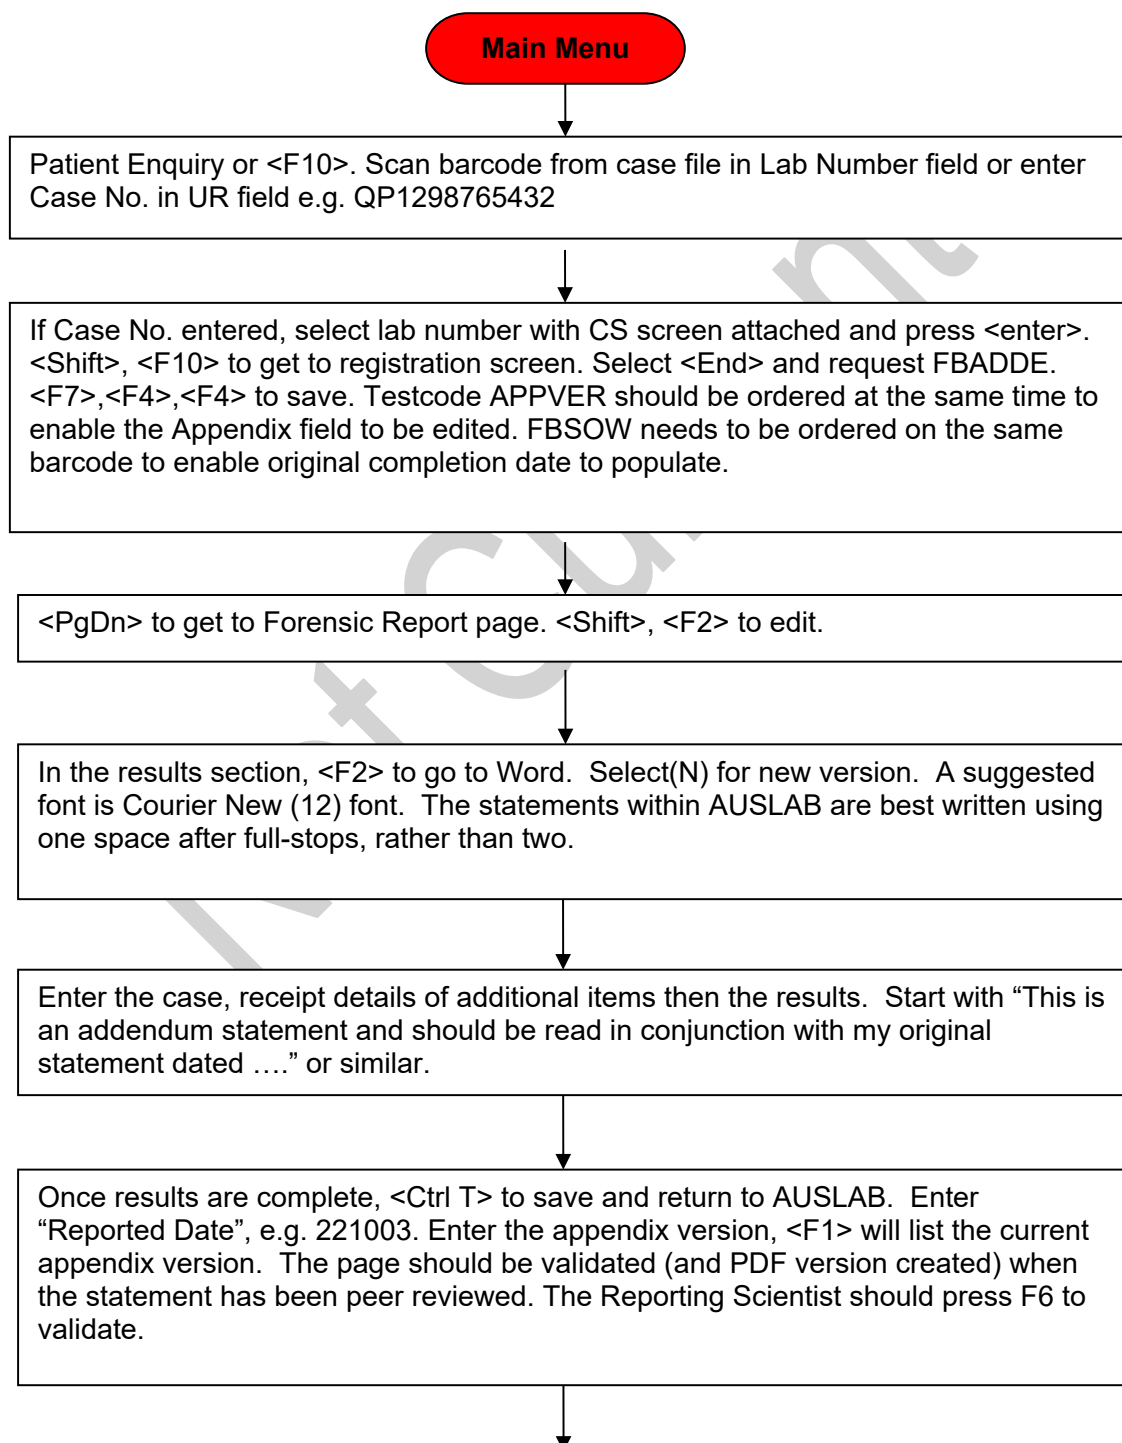 Main Menu
Patient Enquiry or <F10>. Scan barcode from case file in Lab Number field or enter
Case No. in UR field e.g. QP1298765432
If Case No. entered, select lab number with CS screen attached and press <enter>.
<Shift>, <F10> to get to registration screen. Select <End> and request FBADDE.
<F7>,<F4>,<F4> to save. Testcode APPVER should be ordered at the same time to
enable the Appendix field to be edited. FBSOW needs to be ordered on the same
barcode to enable original completion date to populate.
<PgDn> to get to Forensic Report page. <Shift>, <F2> to edit.
In the results section, <F2> to go to Word.  Select(N) for new version.  A suggested
font is Courier New (12) font.  The statements within AUSLAB are best written using
one space after full-stops, rather than two.
Enter the case, receipt details of additional items then the results.  Start with “This is
an addendum statement and should be read in conjunction with my original
statement dated ….” or similar.
Once results are complete, <Ctrl T> to save and return to AUSLAB.  Enter
“Reported Date”, e.g. 221003. Enter the appendix version, <F1> will list the current
appendix version.  The page should be validated (and PDF version created) when
the statement has been peer reviewed. The Reporting Scientist should press F6 to
validate.
Not Current